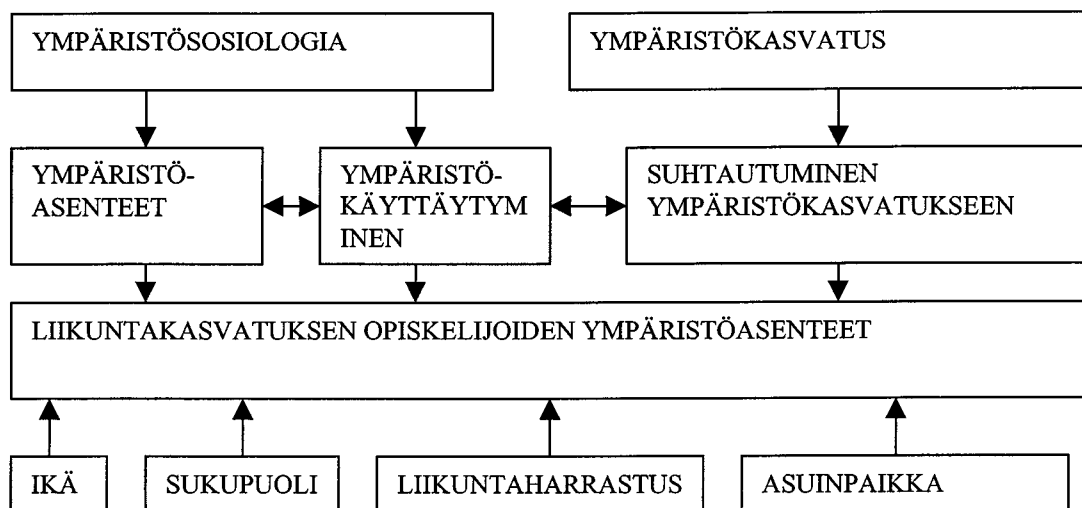 YMPÄRISTÖSOSIOLOGIA
YMPÄRISTÖKASVATUS
YMPÄRISTÖ-
ASENTEET
YMPÄRISTÖ-
KÄYTTÄYTYM
INEN
SUHTAUTUMINEN
YMPÄRISTÖKASVATUKSEEN
LIIKUNTAKASVATUKSEN OPISKELIJOIDEN YMPÄRISTÖASENTEET
IKÄ
SUKUPUOLI
LIIKUNTAHARRASTUS
ASUINPAIKKA